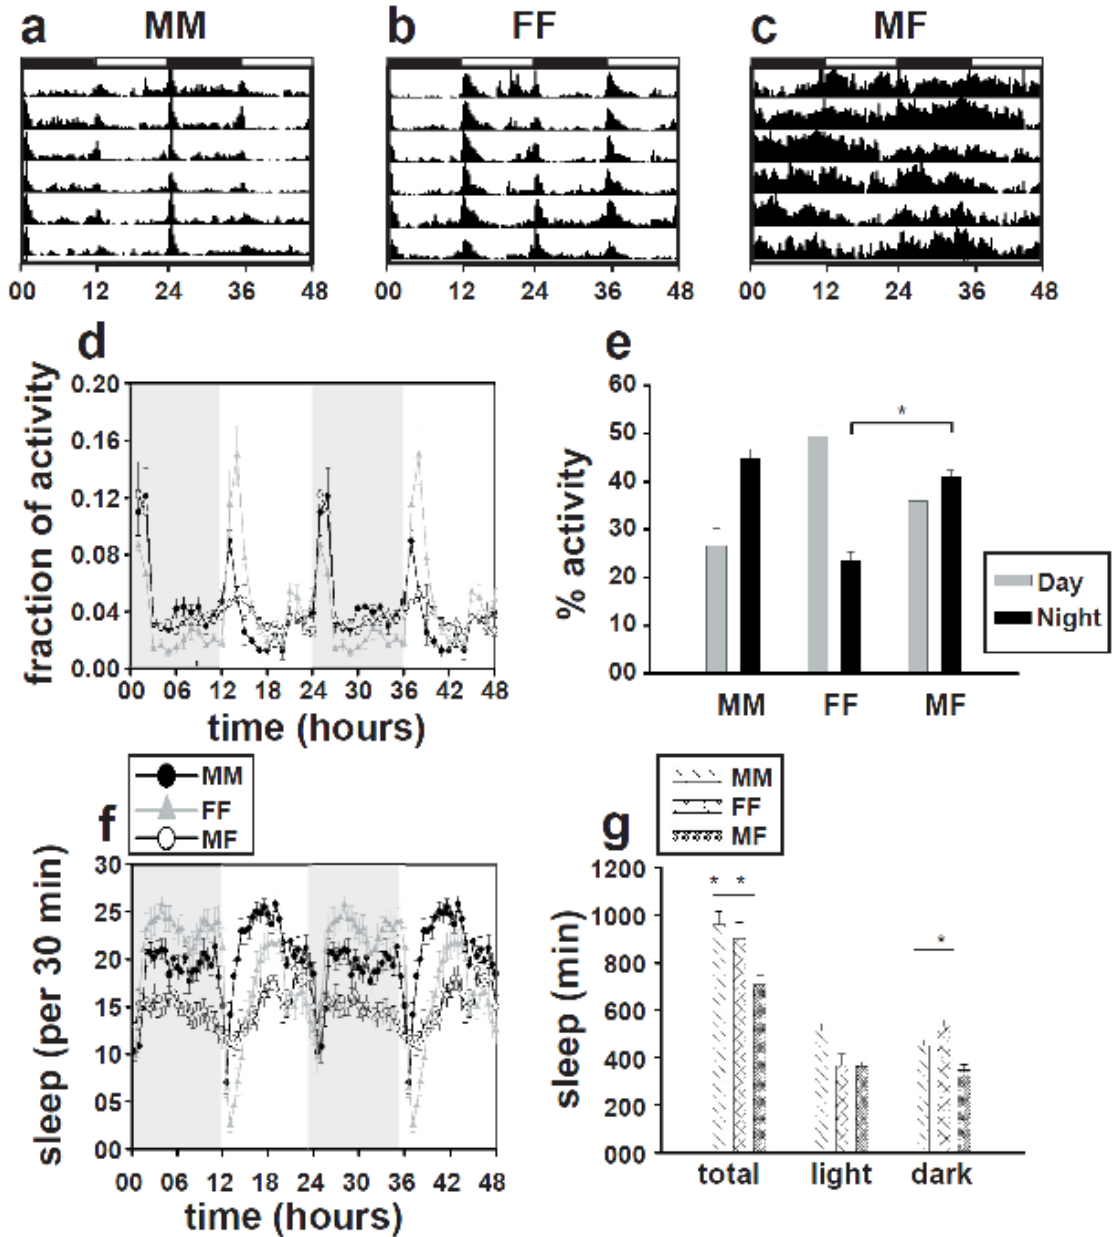 a MM b FF c MF
00 12 24 36 48 00 12 24 36 48 00 12 24 36 48
d
fraction of activity
0.20
0.16
0.12
0.08
0.04
0.00
00 06 12 18 24 30 36 42 48
time (hours)
e
% activity
60
50
40
30
20
10
00
*
Day
Night
MM FF MF
MM
FF
MF
f
sleep (per 30 min)
30
25
20
15
10
05
00
00 06 12 18 24 30 36 42 48
time (hours)
MM
FF
MF
g
sleep (min)
1200
1000
800
600
400
200
000
* *
*
total light dark